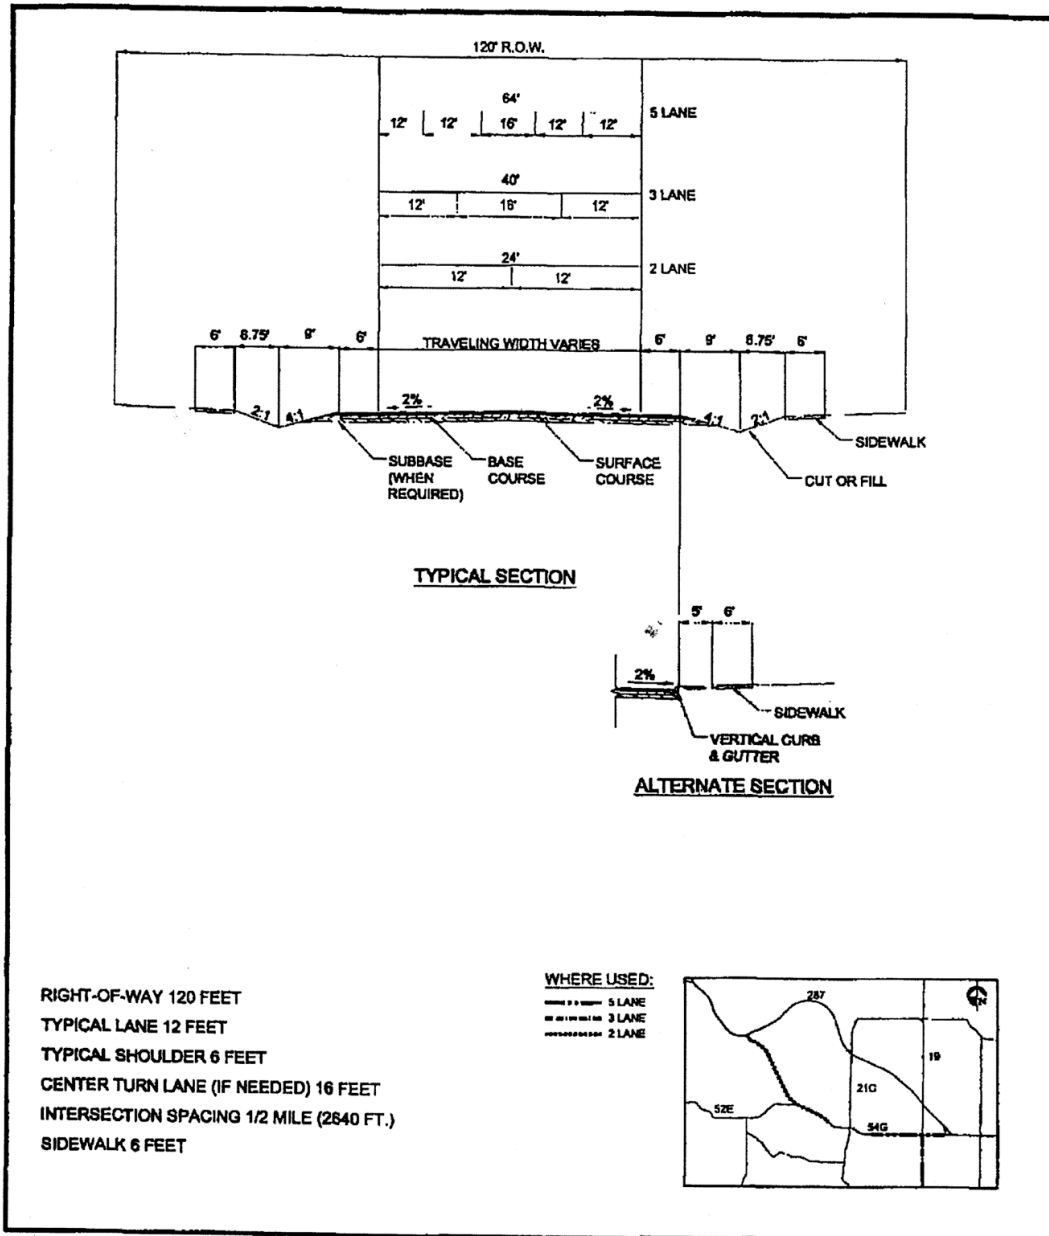 120' R.O.W.
64'
5 LANE
12' 12' 16' 12' 12'
40'
3 LANE
12' 16' 12'
24'
2 LANE
12' 12'
6' 8.75' 9' 6' TRAVELING WIDTH VARIES 6' 9' 8.75' 6'
2% 2%
2:1 4:1 4:1 2:1
SIDEWALK
SUBBASE
(WHEN
REQUIRED)
BASE
COURSE
SURFACE
COURSE
CUT OR FILL
TYPICAL SECTION
5' 6'
2%
SIDEWALK
VERTICAL CURB
& GUTTER
ALTERNATE SECTION
RIGHT-OF-WAY 120 FEET
TYPICAL LANE 12 FEET
TYPICAL SHOULDER 6 FEET
CENTER TURN LANE (IF NEEDED) 16 FEET
INTERSECTION SPACING 1/2 MILE (2640 FT.)
SIDEWALK 6 FEET
WHERE USED:
5 LANE
3 LANE
2 LANE
287
N
19
21G
52E
54G